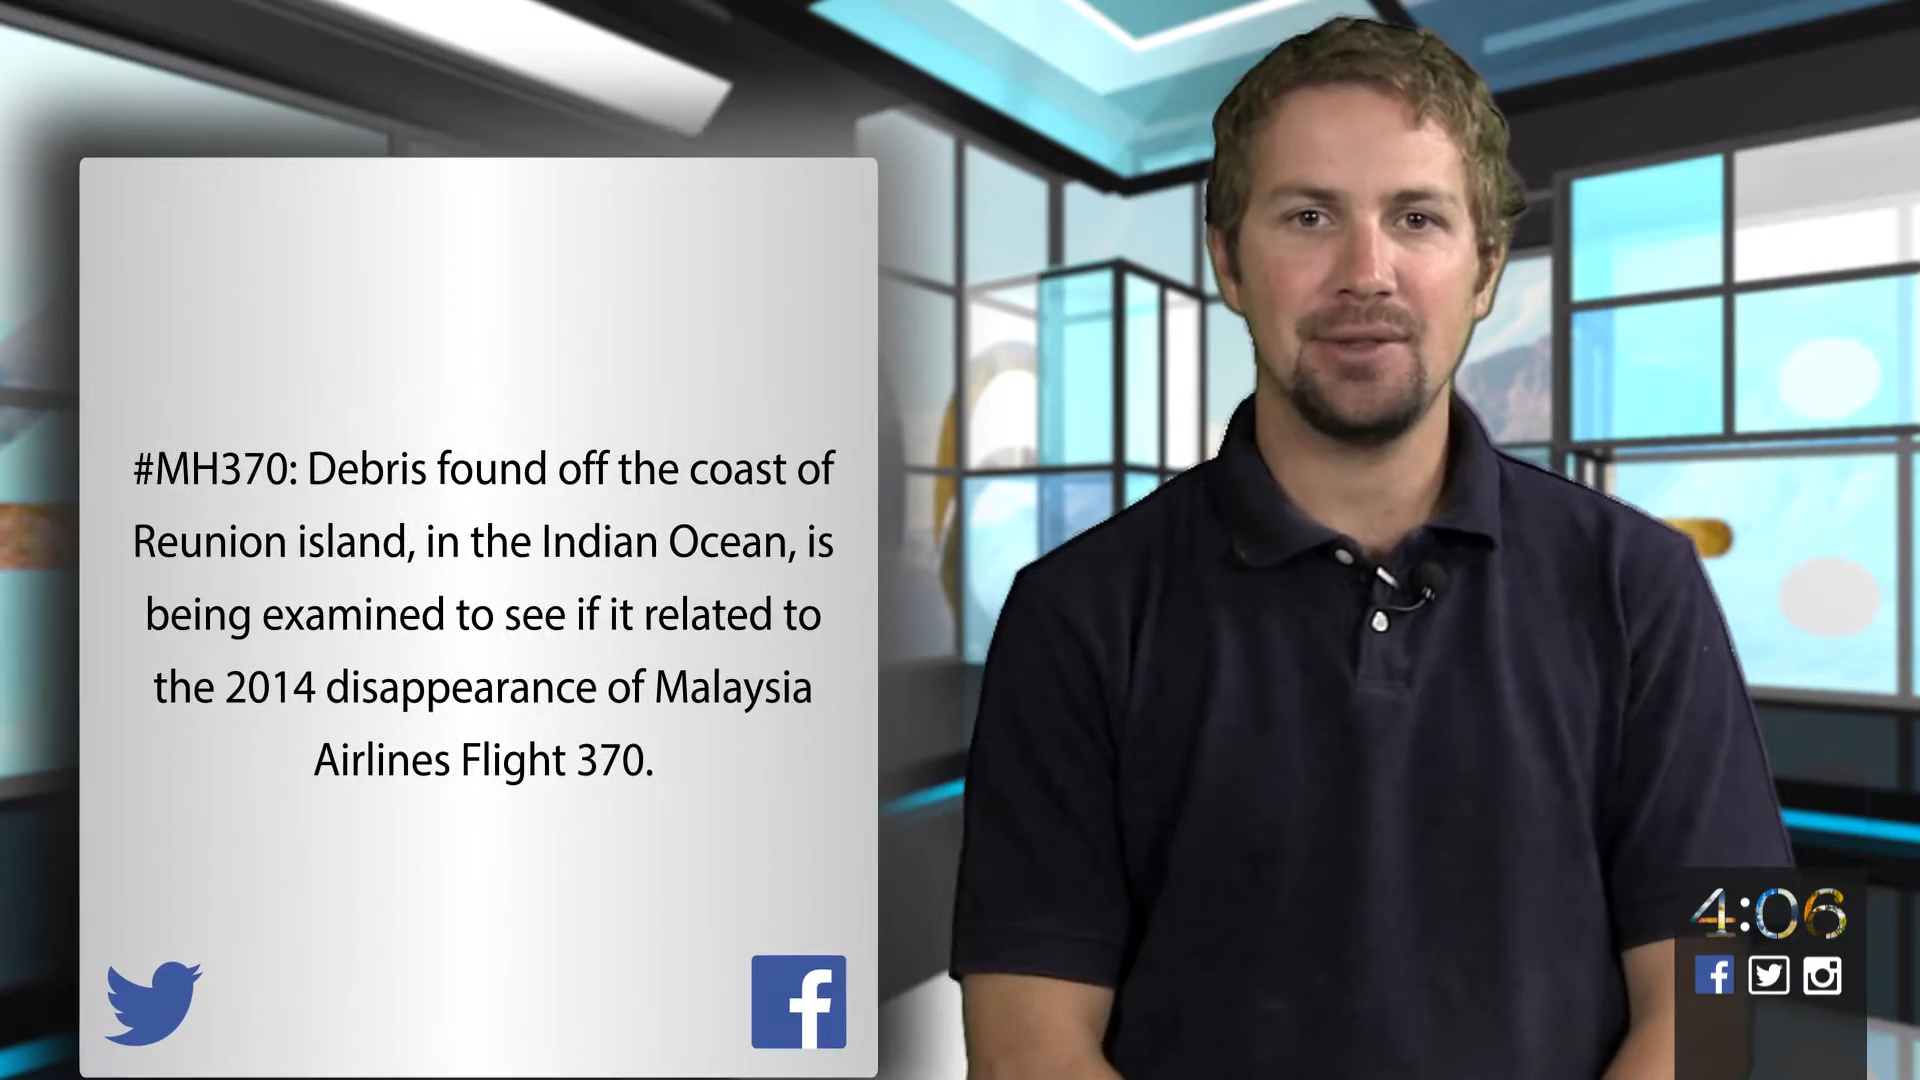 #MH370: Debris found off the coast of
Reunion island, in the Indian Ocean, is
being examined to see if it related to
the 2014 disappearance of Malaysia
Airlines Flight 370.
4:06